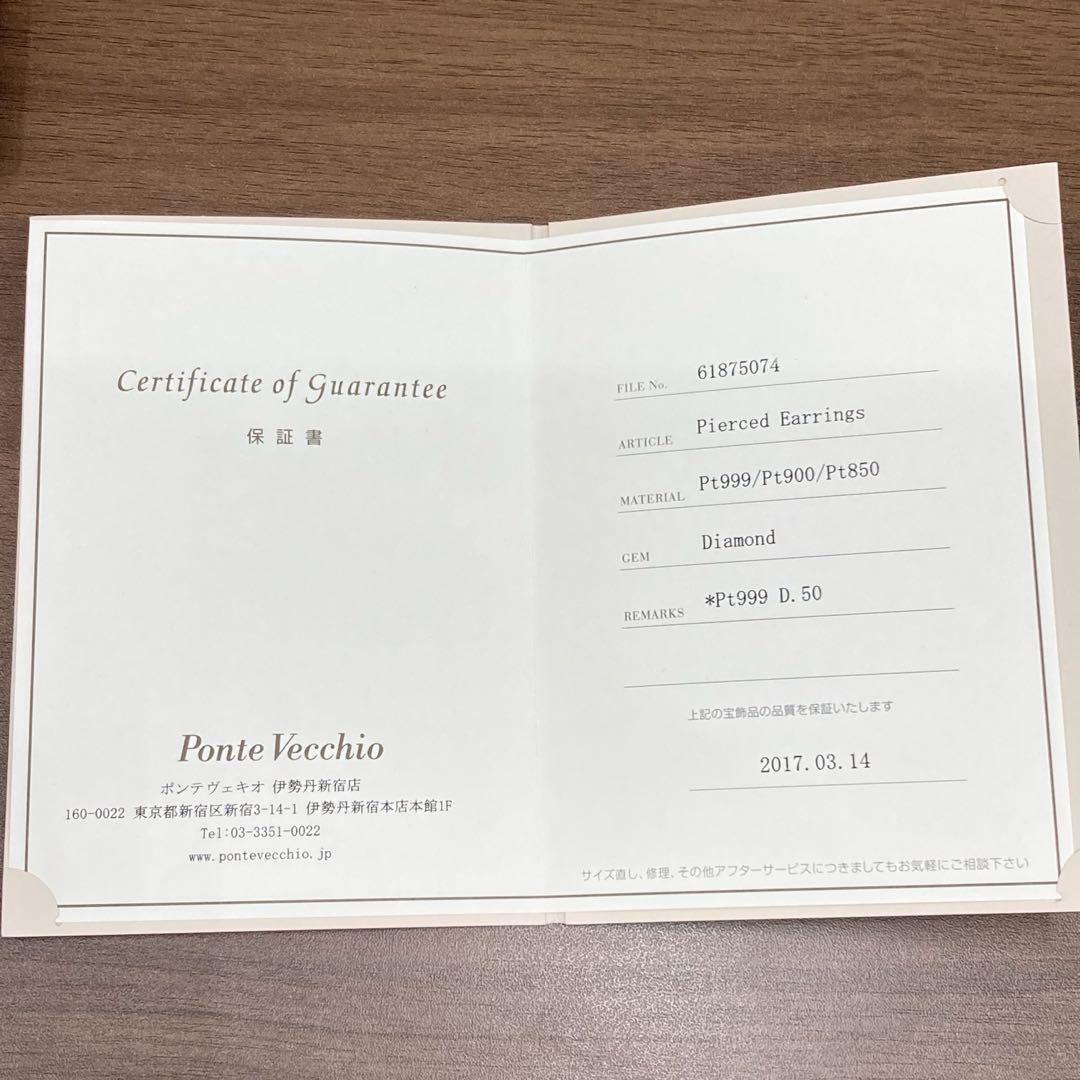 Certificate of Guarantee
保証書
Ponte Vecchio
ポンテヴェキオ 伊勢丹新宿店
160-0022 東京都新宿区新宿3-14-1 伊勢丹新宿本店本館1F
Tel:03-3351-0022
www.pontevecchio.jp
FILE No. 61875074
ARTICLE Pierced Earrings
MATERIAL Pt999/Pt900/Pt850
GEM Diamond
REMARKS *Pt999 D.50
上記の宝飾品の品質を保証いたします
2017.03.14
サイズ直し、修理、その他アフターサービスにつきましてもお気軽にご相談下さい